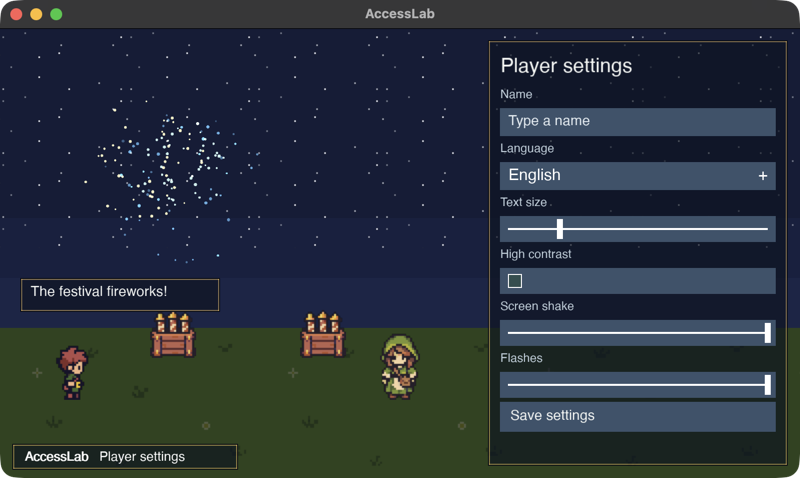 AccessLab
Player settings
Name
Type a name
Language
English +
Text size
High contrast
Screen shake
Flashes
Save settings
The festival fireworks!
AccessLab Player settings